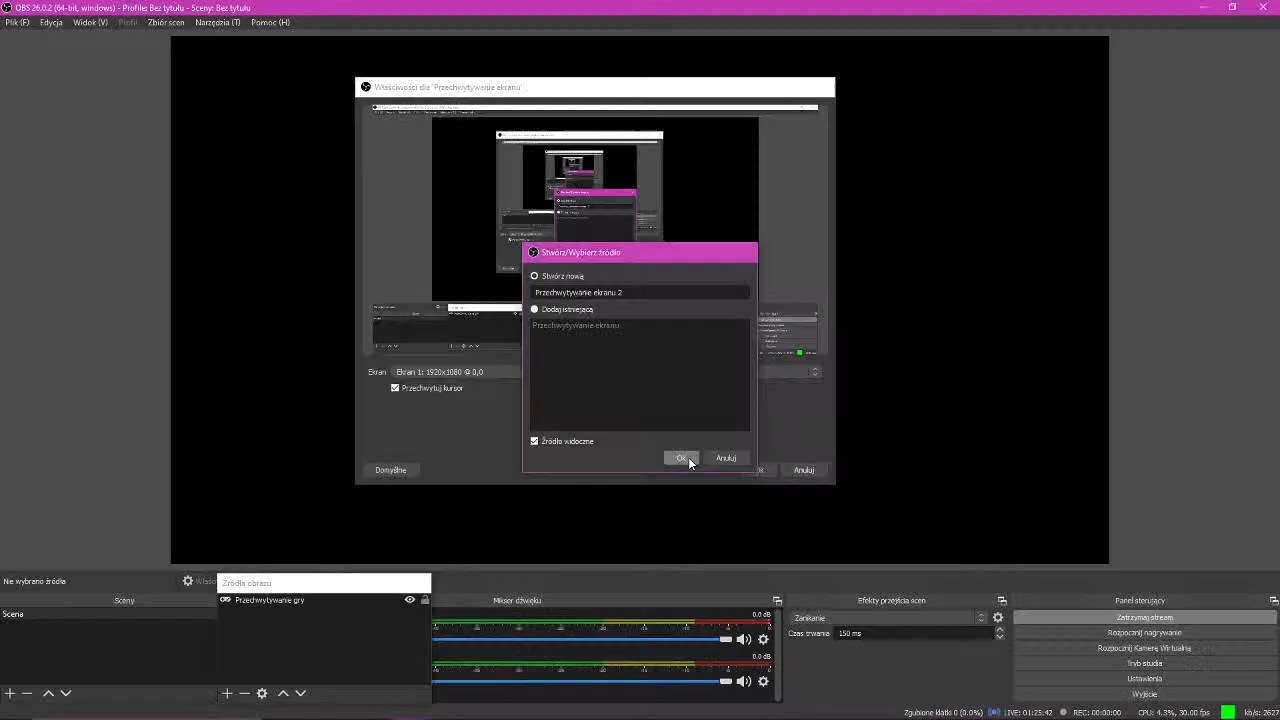 OBS 26.0.2 (64-bit, windows) - Profile: Bez tytułu - Sceny: Bez tytułu
Plik (F) Edycja Widok (V) Profil Zbiór scen Narzędzia (T) Pomoc (H)
Właściwości dla 'Przechwytywanie ekranu'
Stwórz/Wybierz źródło
Stwórz nową
Przechwytywanie ekranu 2
Dodaj istniejącą
Przechwytywanie ekranu
Ekran Ekran 1: 1920x1080 @ 0,0
Przechwytuj kursor
Źródło widoczne
Ok Anuluj
Domyślne Ok Anuluj
Nie wybrano źródła
Źródła obrazu
Sceny
Scena
Przechwytywanie gry
Mikser dźwięku
0.0 dB
0.0 dB
Efekty przejścia scen
Zanikanie
Czas trwania 150 ms
Panel sterujący
Zatrzymaj stream
Rozpocznij nagrywanie
Rozpocznij Kamerę Wirtualną
Tryb studia
Ustawienia
Wyjście
Zgubione klatki 0 (0.0%) LIVE: 01:25:42 REC: 00:00:00 CPU: 4.3%, 30.00 fps kb/s: 2627